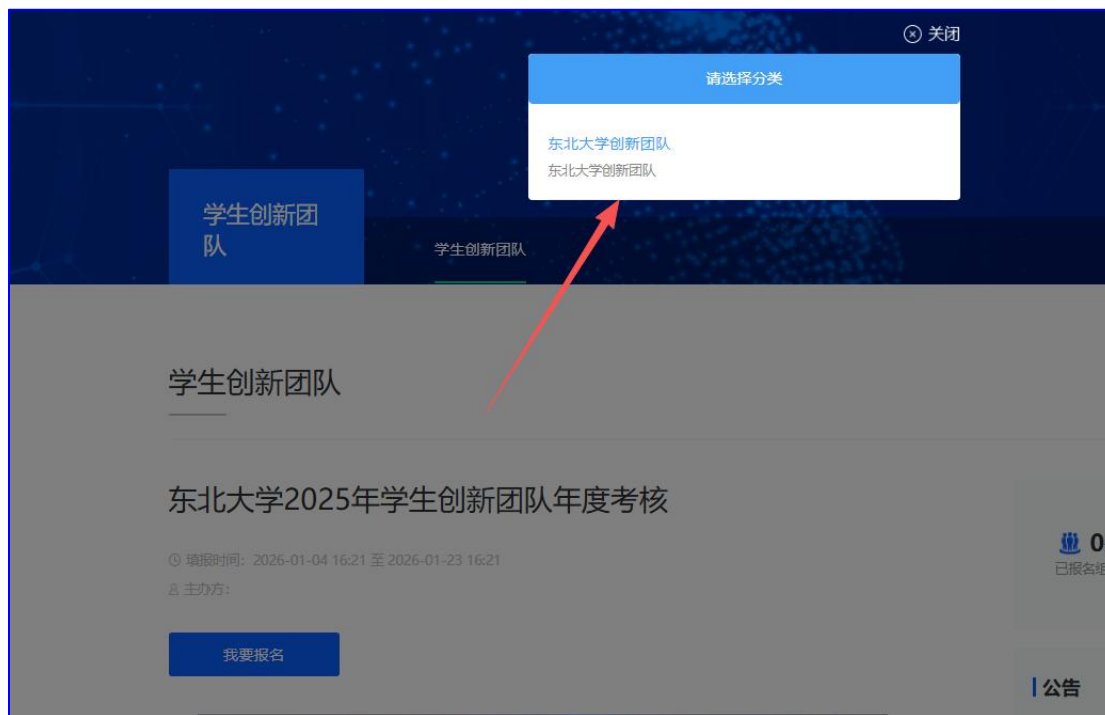 关闭
请选择分类
东北大学创新团队
东北大学创新团队
学生创新团
队
学生创新团队
学生创新团队
东北大学2025年学生创新团队年度考核
填报时间：2026-01-04 16:21 至 2026-01-23 16:21
主办方：
我要报名
0
已报名组
公告